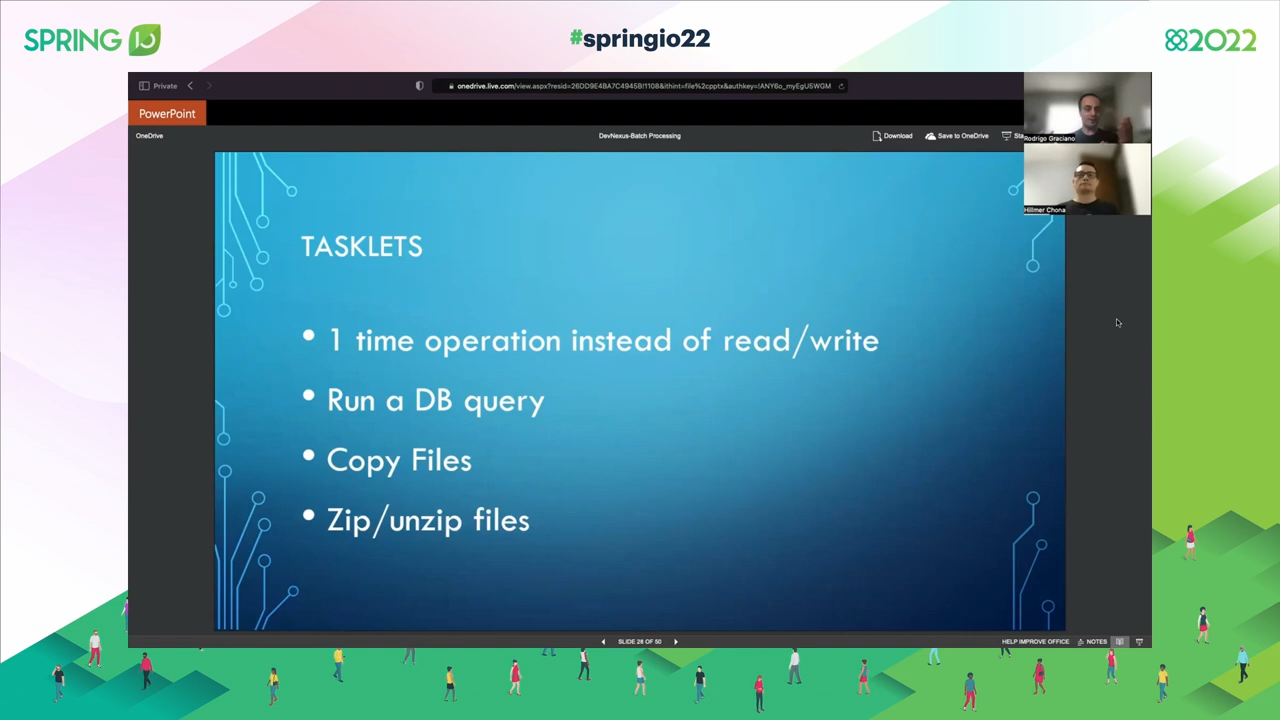 SPRING IO
#springio22
2022
Private
onedrive.live.com/view.aspx?resid=26DD9E4BA7C4945B!1108&ithint=file%2cpptx&authkey=!ANY6o_myEgU5WGM
PowerPoint
OneDrive
DevNexus-Batch Processing
Download
Save to OneDrive
Rodrigo Graciano
Hillmer Chona
TASKLETS
• 1 time operation instead of read/write
• Run a DB query
• Copy Files
• Zip/unzip files
SLIDE 28 OF 50
HELP IMPROVE OFFICE
NOTES